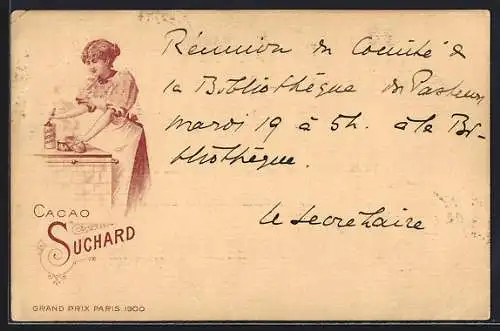 Réunion du Comité de
la Bibliothèque du Pasteur
mardi 19 à 5h. à la Bi-
bliothèque.
le secrétaire
CACAO
SUCHARD
GRAND PRIX PARIS 1900